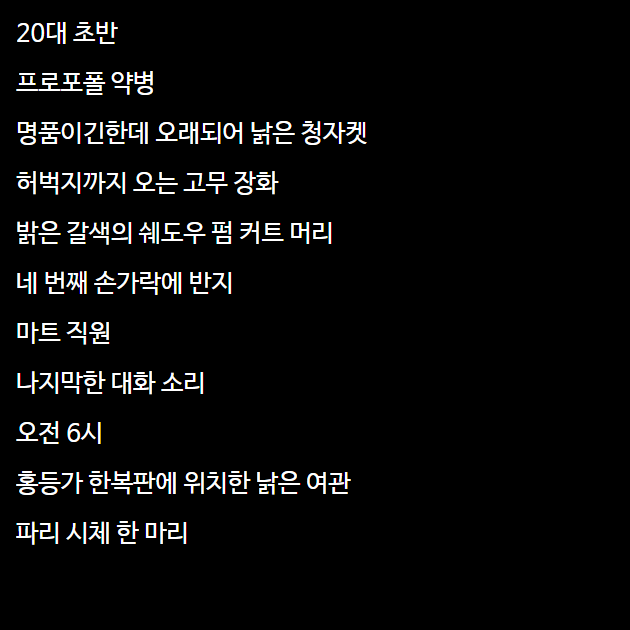 20대 초반
프로포폴 약병
명품이긴한데 오래되어 낡은 청자켓
허벅지까지 오는 고무 장화
밝은 갈색의 쉐도우 펌 커트 머리
네 번째 손가락에 반지
마트 직원
나지막한 대화 소리
오전 6시
홍등가 한복판에 위치한 낡은 여관
파리 시체 한 마리